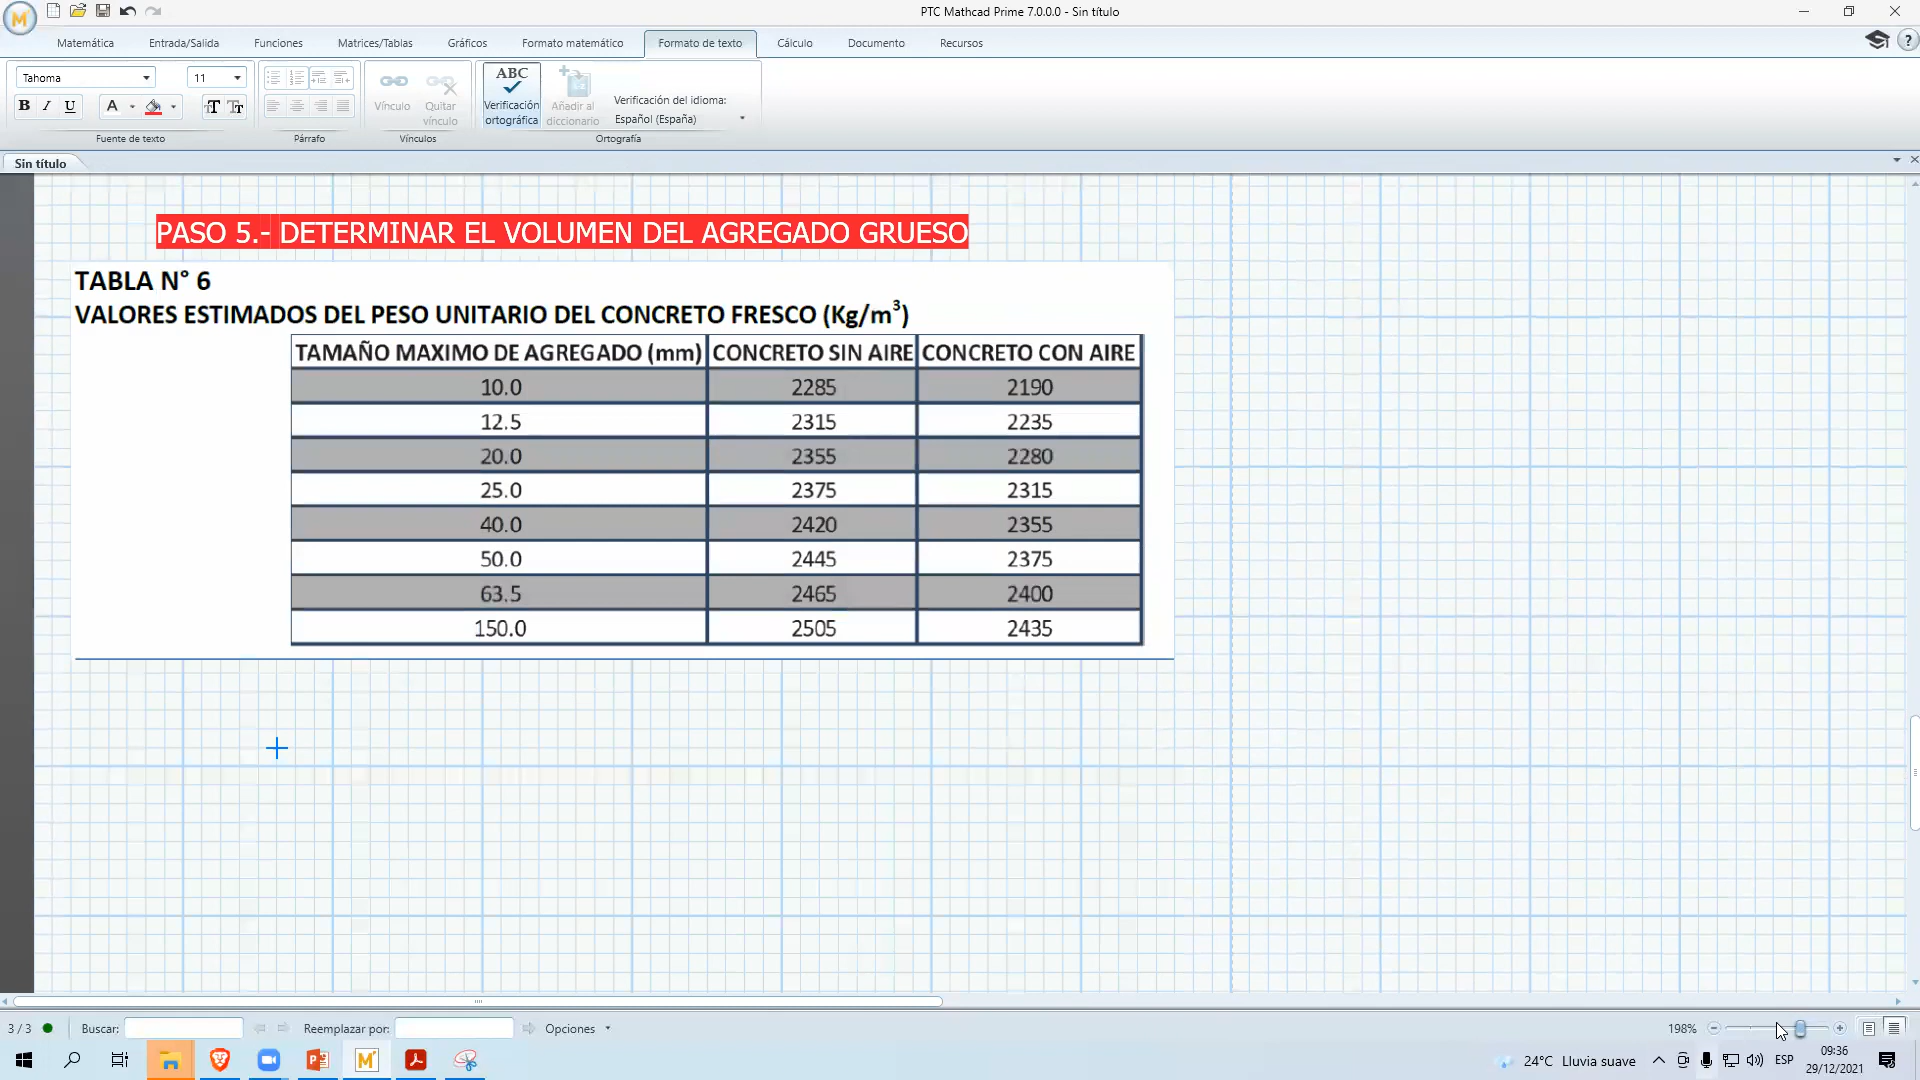 PTC Mathcad Prime 7.0.0.0 - Sin título
Matemática Entrada/Salida Funciones Matrices/Tablas Gráficos Formato matemático Formato de texto Cálculo Documento Recursos
Tahoma 11
Vínculo Quitar vínculo
ABC Verificación ortográfica
Añadir al diccionario
Verificación del idioma:
Español (España)
Fuente de texto Párrafo Vínculos Ortografía
Sin título
PASO 5.- DETERMINAR EL VOLUMEN DEL AGREGADO GRUESO
TABLA N° 6
VALORES ESTIMADOS DEL PESO UNITARIO DEL CONCRETO FRESCO (Kg/m³)
TAMAÑO MAXIMO DE AGREGADO (mm) CONCRETO SIN AIRE CONCRETO CON AIRE
10.0 2285 2190
12.5 2315 2235
20.0 2355 2280
25.0 2375 2315
40.0 2420 2355
50.0 2445 2375
63.5 2465 2400
150.0 2505 2435
3 / 3 Buscar: Reemplazar por: Opciones 198%
24°C Lluvia suave ESP 09:36
29/12/2021